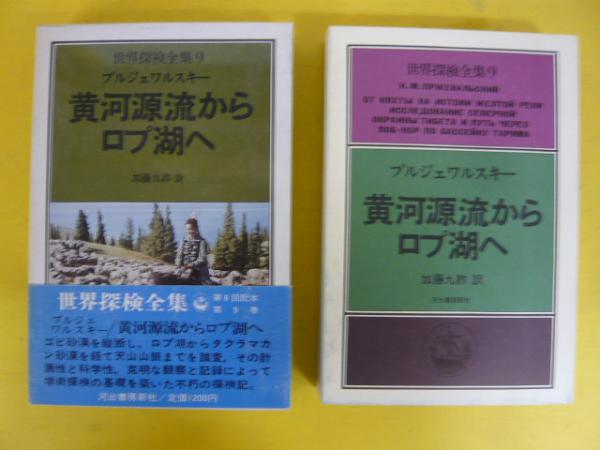 世界探検全集9
プルジェワルスキー
黄河源流から
ロプ湖へ
加藤九祚 訳
世界探検全集
第8回配本
第9巻
プルジェ
ワルスキー/黄河源流からロプ湖へ
ゴビ砂漠を縦断し、ロプ湖からタクラマカ
ン砂漠を経て天山山脈までを踏査。その計
画性と科学性。克明な観察と記録によって
学術探検の基礎を築いた不朽の探検記。
河出書房新社/定価1200円
世界探検全集9
Н.М.ПРЖЕВАЛЬСКИЙ
ОТ КЯХТЫ НА ИСТОКИ ЖЕЛТОЙ РЕКИ
ИССЛЕДОВАНИЕ СЕВЕРНОЙ
ОКРАИНЫ ТИБЕТА И ПУТЬ ЧЕРЕЗ
ЛОБ-НОР ПО БАССЕЙНУ ТАРИМА
プルジェワルスキー
黄河源流から
ロプ湖へ
加藤九祚 訳
河出書房新社